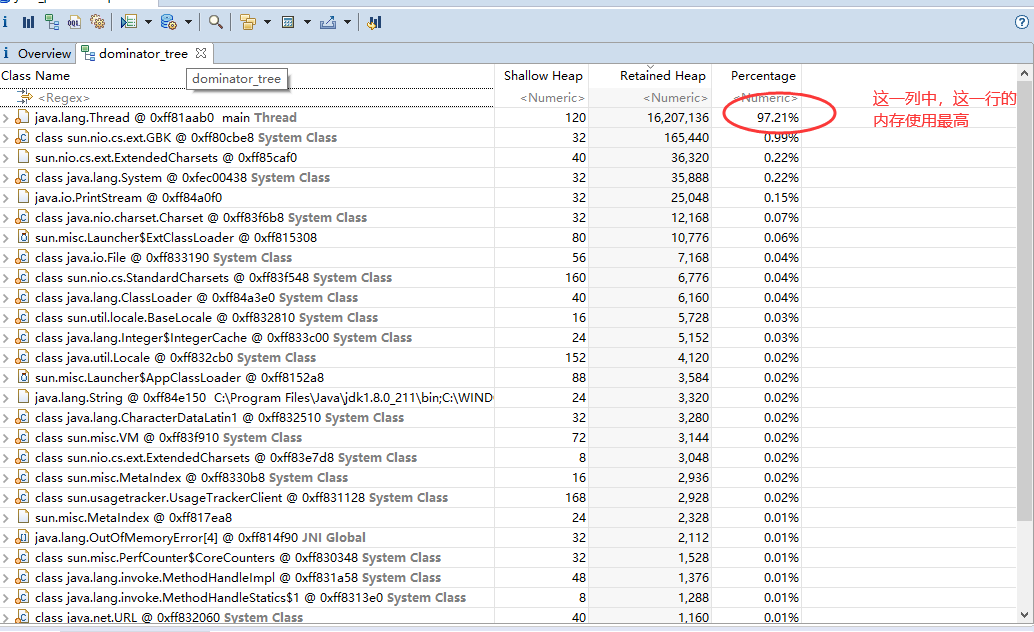 i Overview dominator_tree
dominator_tree
Class Name Shallow Heap Retained Heap Percentage
<Regex> <Numeric> <Numeric> <Numeric>
java.lang.Thread @ 0xff81aab0 main Thread 120 16,207,136 97.21%
这一列中，这一行的
内存使用最高
class sun.nio.cs.ext.GBK @ 0xff80cbe8 System Class 32 165,440 0.99%
sun.nio.cs.ext.ExtendedCharsets @ 0xff85caf0 40 36,320 0.22%
class java.lang.System @ 0xfec00438 System Class 32 35,888 0.22%
java.io.PrintStream @ 0xff84a0f0 32 25,048 0.15%
class java.nio.charset.Charset @ 0xff83f6b8 System Class 32 12,168 0.07%
sun.misc.Launcher$ExtClassLoader @ 0xff815308 80 10,776 0.06%
class java.io.File @ 0xff833190 System Class 56 7,168 0.04%
class sun.nio.cs.StandardCharsets @ 0xff83f548 System Class 160 6,776 0.04%
class java.lang.ClassLoader @ 0xff84a3e0 System Class 40 6,160 0.04%
class sun.util.locale.BaseLocale @ 0xff832810 System Class 16 5,728 0.03%
class java.lang.Integer$IntegerCache @ 0xff833c00 System Class 24 5,152 0.03%
class java.util.Locale @ 0xff832cb0 System Class 152 4,120 0.02%
sun.misc.Launcher$AppClassLoader @ 0xff8152a8 88 3,584 0.02%
java.lang.String @ 0xff84e150 C:\Program Files\Java\jdk1.8.0_211\bin;C:\WIND 24 3,320 0.02%
class java.lang.CharacterDataLatin1 @ 0xff832510 System Class 32 3,280 0.02%
class sun.misc.VM @ 0xff83f910 System Class 72 3,144 0.02%
class sun.nio.cs.ext.ExtendedCharsets @ 0xff83e7d8 System Class 8 3,048 0.02%
class sun.misc.MetaIndex @ 0xff8330b8 System Class 16 2,936 0.02%
class sun.usagetracker.UsageTrackerClient @ 0xff831128 System Class 168 2,928 0.02%
sun.misc.MetaIndex @ 0xff817ea8 24 2,328 0.01%
java.lang.OutOfMemoryError[4] @ 0xff814f90 JNI Global 32 2,112 0.01%
class sun.misc.PerfCounter$CoreCounters @ 0xff830348 System Class 32 1,528 0.01%
class java.lang.invoke.MethodHandleImpl @ 0xff831a58 System Class 48 1,376 0.01%
class java.lang.invoke.MethodHandleStatics$1 @ 0xff8313e0 System Class 8 1,288 0.01%
class java.net.URL @ 0xff832060 System Class 40 1,160 0.01%